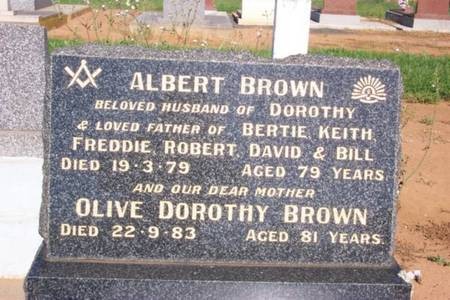 ALBERT BROWN
BELOVED HUSBAND OF DOROTHY
& LOVED FATHER OF BERTIE, KEITH,
FREDDIE, ROBERT, DAVID & BILL
DIED 19·3·79 AGED 79 YEARS
AND OUR DEAR MOTHER
OLIVE DOROTHY BROWN
DIED 22·9·83 AGED 81 YEARS.